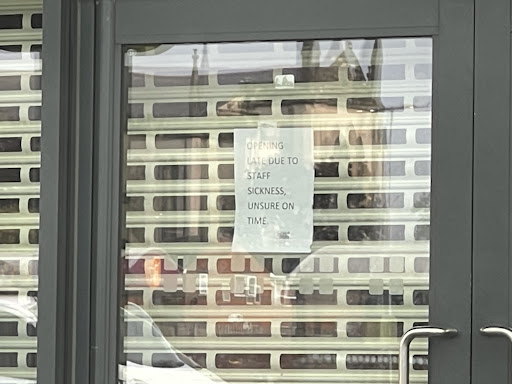 OPENING
LATE DUE TO
STAFF
SICKNESS,
UNSURE ON
TIME.